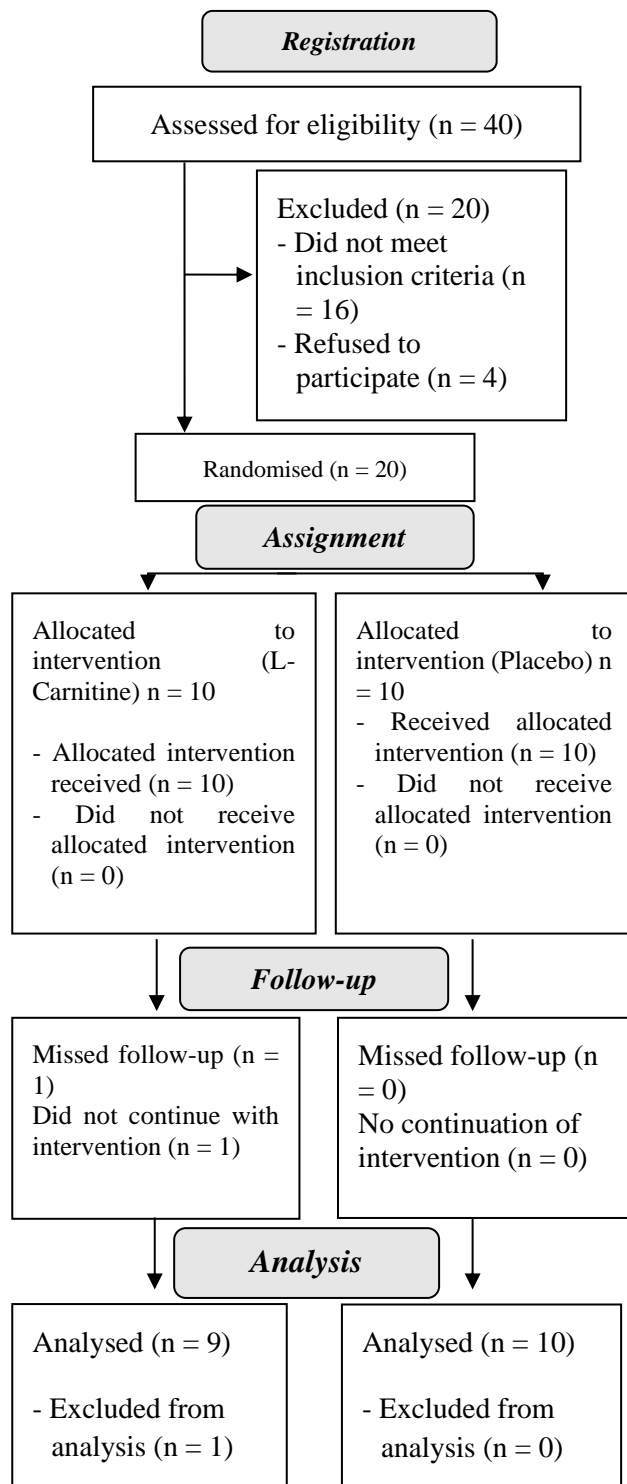 Registration
Assessed for eligibility (n = 40)
Excluded (n = 20)
- Did not meet
inclusion criteria (n
= 16)
- Refused to
participate (n = 4)
Randomised (n = 20)
Assignment
Allocated to
intervention (L-
Carnitine) n = 10
- Allocated intervention
received (n = 10)
- Did not receive
allocated intervention
(n = 0)
Allocated to
intervention (Placebo) n
= 10
- Received allocated
intervention (n = 10)
- Did not receive
allocated intervention
(n = 0)
Follow-up
Missed follow-up (n =
1)
Did not continue with
intervention (n = 1)
Missed follow-up (n
= 0)
No continuation of
intervention (n = 0)
Analysis
Analysed (n = 9)
- Excluded from
analysis (n = 1)
Analysed (n = 10)
- Excluded from
analysis (n = 0)